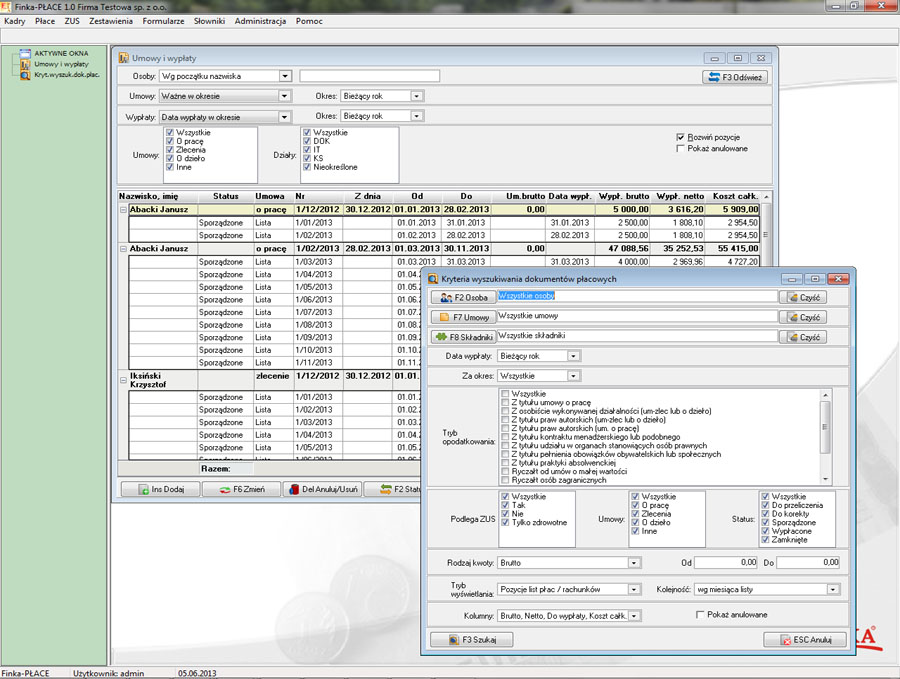 Finka-PŁACE 1.0 Firma Testowa sp. z o.o.
Kadry Płace ZUS Zestawienia Formularze Słowniki Administracja Pomoc
AKTYWNE OKNA
Umowy i wypłaty
Kryt.wyszuk.dok.płac.
Umowy i wypłaty
Osoby: Wg początku nazwiska F3 Odśwież
Umowy: Ważne w okresie Okres: Bieżący rok
Wypłaty: Data wypłaty w okresie Okres: Bieżący rok
Umowy:
Wszystkie
O pracę
Zlecenia
O dzieło
Inne
Działy:
Wszystkie
DOK
IT
KS
Nieokreślone
Rozwiń pozycje
Pokaż anulowane
Nazwisko, imię Status Umowa Nr Z dnia Od Do Um.brutto Data wypł. Wypł. brutto Wypł. netto Koszt całk.
Abacki Janusz o pracę 1/12/2012 30.12.2012 01.01.2013 28.02.2013 0,00 5 000,00 3 616,20 5 909,00
Sporządzone Lista 1/01/2013 01.01.2013 31.01.2013 31.01.2013 2 500,00 1 808,10 2 954,50
Sporządzone Lista 1/02/2013 01.02.2013 28.02.2013 28.02.2013 2 500,00 1 808,10 2 954,50
Abacki Janusz o pracę 1/02/2013 28.02.2013 01.03.2013 30.11.2013 0,00 47 088,56 35 252,53 55 415,00
Sporządzone Lista 1/03/2013 01.03.2013 31.03.2013 31.03.2013 4 000,00 2 969,96 4 727,20
Sporządzone Lista 1/04/2013 01.04.
Sporządzone Lista 1/05/2013 01.05.
Sporządzone Lista 1/06/2013 01.06.
Sporządzone Lista 1/07/2013 01.07.
Sporządzone Lista 1/08/2013 01.08.
Sporządzone Lista 1/09/2013 01.09.
Sporządzone Lista 1/10/2013 01.10.
Sporządzone Lista 1/11/2013 01.11.
Iksiński Krzysztof zlecenie 1/12/2012 30.12.2012 01.01.
Sporządzone Lista 1/01/2013 01.01.2
Sporządzone Lista 1/02/2013 01.02.2
Sporządzone Lista 1/03/2013 01.03.2
Sporządzone Lista 1/04/2013 01.04.2
Sporządzone Lista 1/05/2013 01.05.2
Razem:
Ins Dodaj F6 Zmień Del Anuluj/Usuń F2 Statu
Kryteria wyszukiwania dokumentów płacowych
F2 Osoba Wszystkie osoby Czyść
F7 Umowy Wszystkie umowy Czyść
F8 Składniki Wszystkie składniki Czyść
Data wypłaty: Bieżący rok
Za okres: Wszystkie
Tryb opodatkowania:
Wszystkie
Z tytułu umowy o pracę
Z osobiście wykonywanej działalności (um-zlec lub o dzieło)
Z tytułu praw autorskich (um-zlec lub o dzieło)
Z tytułu praw autorskich (um. o pracę)
Z tytułu kontraktu menadżerskiego lub podobnego
Z tytułu udziału w organach stanowiących osób prawnych
Z tytułu pełnienia obowiązków obywatelskich lub społecznych
Z tytułu praktyki absolwenckiej
Ryczałt od umów o małej wartości
Ryczałt osób zagranicznych
Podlega ZUS
Wszystkie
Tak
Nie
Tylko zdrowotne
Umowy:
Wszystkie
O pracę
Zlecenia
O dzieło
Inne
Status:
Wszystkie
Do przeliczenia
Do korekty
Sporządzone
Wypłacone
Zamknięte
Rodzaj kwoty: Brutto Od 0,00 Do 0,00
Tryb wyświetlania: Pozycje list płac / rachunków Kolejność: wg miesiąca listy
Kolumny: Brutto, Netto, Do wypłaty, Koszt całk. Pokaż anulowane
F3 Szukaj ESC Anuluj
KA®
Finka-PŁACE Użytkownik: admin 05.06.2013